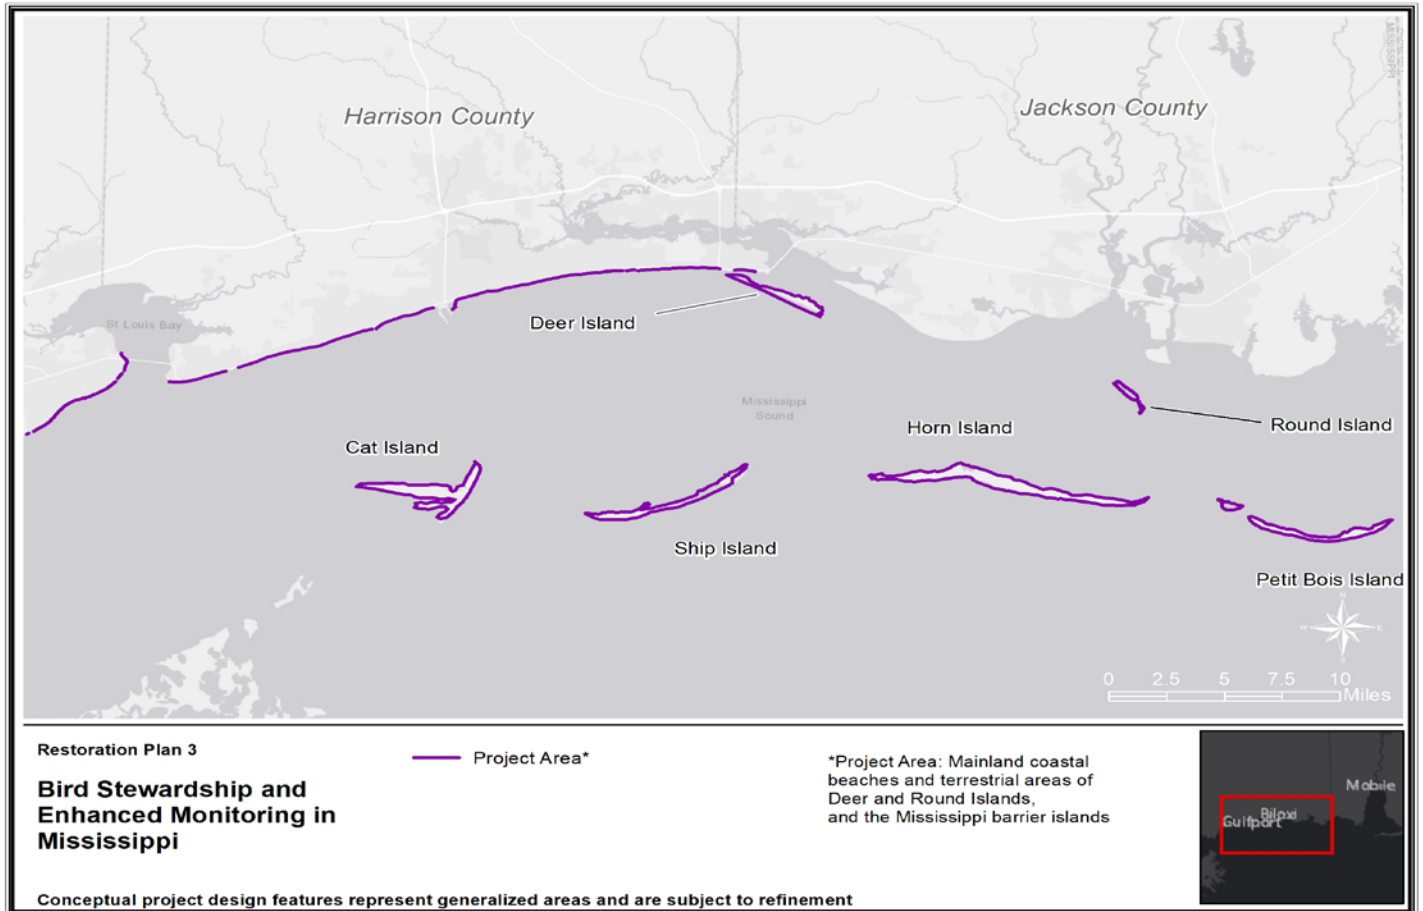 MISSISSIPPI
Harrison County
Jackson County
St Louis Bay
Deer Island
Mississippi
Sound
Round Island
Horn Island
Cat Island
Ship Island
Petit Bois Island
N
W
E
S
0 2.5 5 7.5 10
Miles
Restoration Plan 3
Bird Stewardship and
Enhanced Monitoring in
Mississippi
Project Area*
*Project Area: Mainland coastal
beaches and terrestrial areas of
Deer and Round Islands,
and the Mississippi barrier islands
Mobile
Biloxi
Gulfport
Conceptual project design features represent generalized areas and are subject to refinement